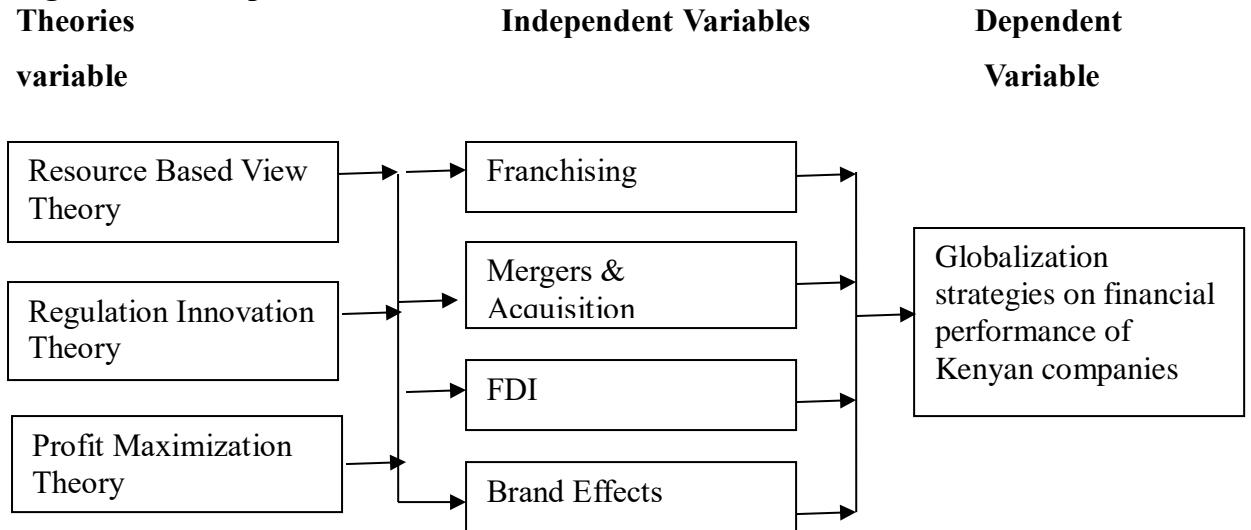 Theories Independent Variables Dependent
variable Variable
Resource Based View
Theory
Regulation Innovation
Theory
Profit Maximization
Theory
Franchising
Mergers &
Acquisition
FDI
Brand Effects
Globalization
strategies on financial
performance of
Kenyan companies